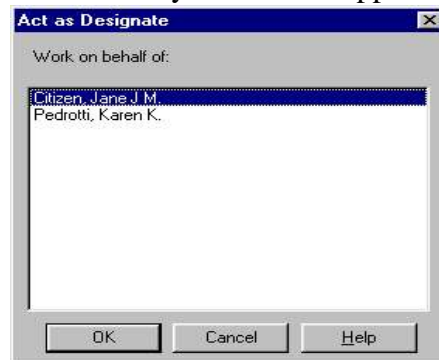 Act as Designate
Work on behalf of:
Citizen, Jane J M.
Pedrotti, Karen K.
OK Cancel Help